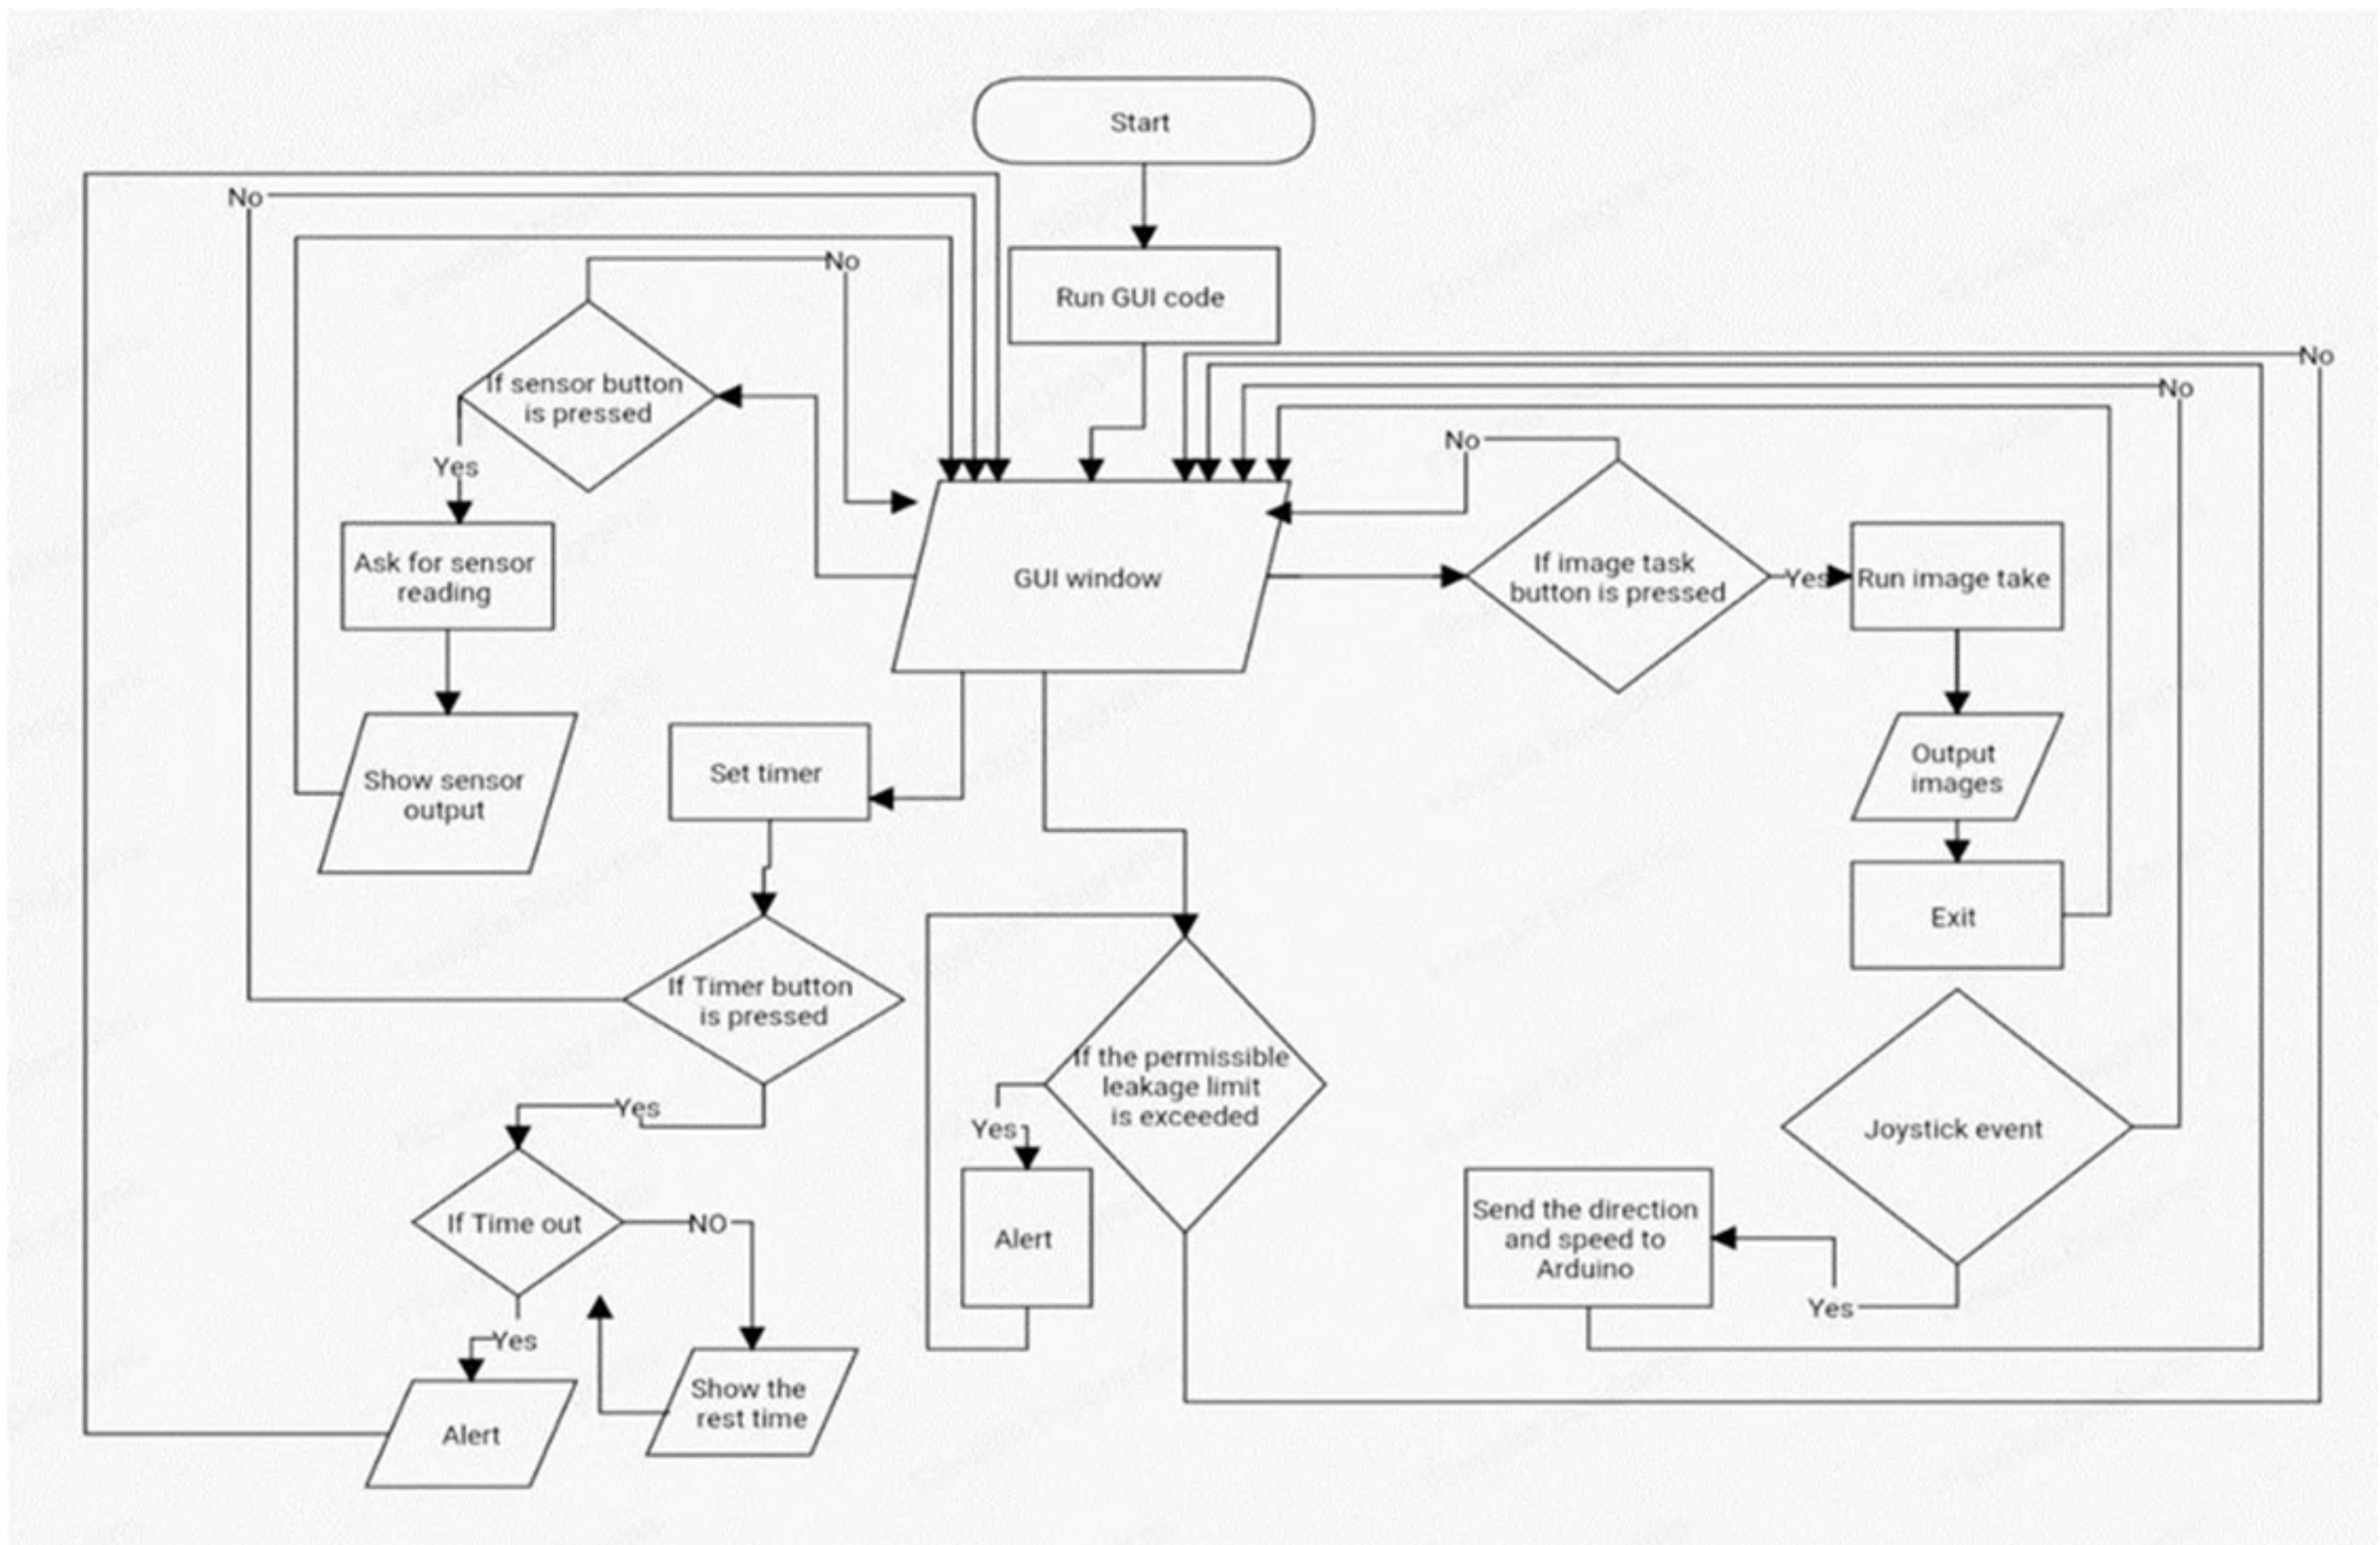 Start
No
No
Run GUI code
No
If sensor button
is pressed
No
No
Yes
Ask for sensor
reading
GUI window
If image task
button is pressed
Yes
Run image take
Show sensor
output
Set timer
Output
images
Exit
If Timer button
is pressed
If the permissible
leakage limit
is exceeded
Yes
Yes
Joystick event
If Time out
NO
Alert
Send the direction
and speed to
Arduino
Yes
Yes
Show the
rest time
Alert